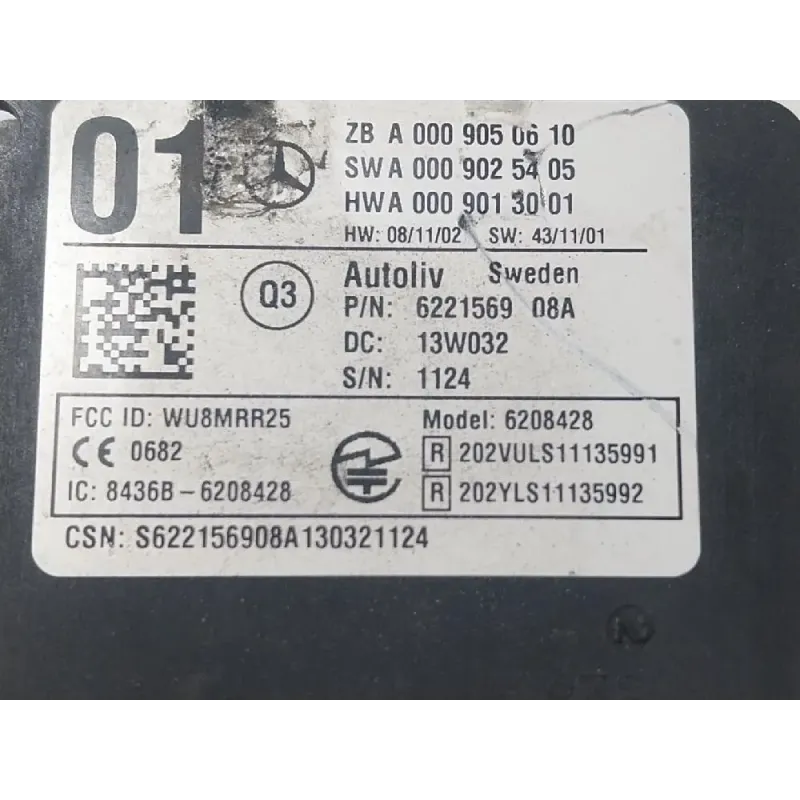 01
ZB A 000 905 06 10
SW A 000 902 54 05
HW A 000 901 30 01
HW: 08/11/02 SW: 43/11/01
Q3
Autoliv Sweden
P/N: 6221569 08A
DC: 13W032
S/N: 1124
FCC ID: WU8MRR25
CE 0682
IC: 8436B-6208428
Model: 6208428
R 202VULS11135991
R 202YLS11135992
CSN: S622156908A130321124